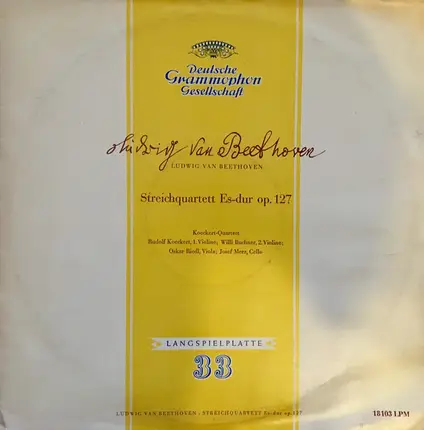 Deutsche
Grammophon
Gesellschaft
Ludwig van Beethoven
LUDWIG VAN BEETHOVEN
Streichquartett Es-dur op. 127
Koeckert-Quartett
Rudolf Koeckert, 1. Violine; Willi Buchner, 2. Violine;
Oskar Riedl, Viola; Josef Merz, Cello
LANGSPIELPLATTE
33
LUDWIG VAN BEETHOVEN · STREICHQUARTETT Es-dur op. 127
18103 LPM